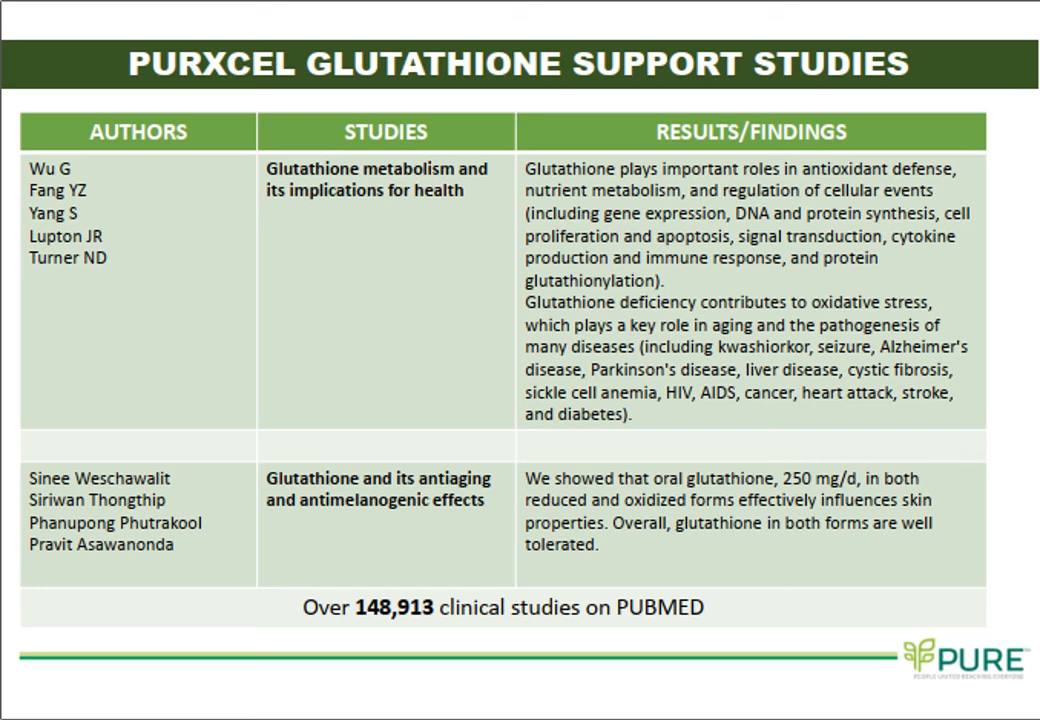 PURXCEL GLUTATHIONE SUPPORT STUDIES
AUTHORS
STUDIES
RESULTS/FINDINGS
Wu G
Fang YZ
Yang S
Lupton JR
Turner ND
Glutathione metabolism and
its implications for health
Glutathione plays important roles in antioxidant defense,
nutrient metabolism, and regulation of cellular events
(including gene expression, DNA and protein synthesis, cell
proliferation and apoptosis, signal transduction, cytokine
production and immune response, and protein
glutathionylation).
Glutathione deficiency contributes to oxidative stress,
which plays a key role in aging and the pathogenesis of
many diseases (including kwashiorkor, seizure, Alzheimer's
disease, Parkinson's disease, liver disease, cystic fibrosis,
sickle cell anemia, HIV, AIDS, cancer, heart attack, stroke,
and diabetes).
Sinee Weschawalit
Siriwan Thongthip
Phanupong Phutrakool
Pravit Asawanonda
Glutathione and its antiaging
and antimelanogenic effects
We showed that oral glutathione, 250 mg/d, in both
reduced and oxidized forms effectively influences skin
properties. Overall, glutathione in both forms are well
tolerated.
Over 148,913 clinical studies on PUBMED
PURE
PEOPLE UNITED REACHING EVERYONE